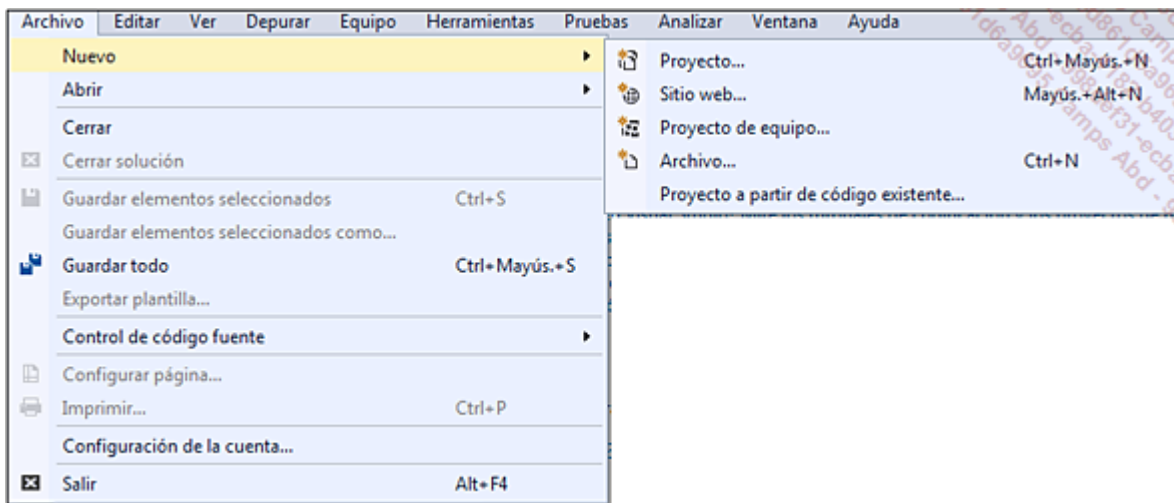 Archivo Editar Ver Depurar Equipo Herramientas Pruebas Analizar Ventana Ayuda
Nuevo
Abrir
Cerrar
Cerrar solución
Guardar elementos seleccionados Ctrl+S
Guardar elementos seleccionados como...
Guardar todo Ctrl+Mayús.+S
Exportar plantilla...
Control de código fuente
Configurar página...
Imprimir... Ctrl+P
Configuración de la cuenta...
Salir Alt+F4
Proyecto... Ctrl+Mayús.+N
Sitio web... Mayús.+Alt+N
Proyecto de equipo...
Archivo... Ctrl+N
Proyecto a partir de código existente...